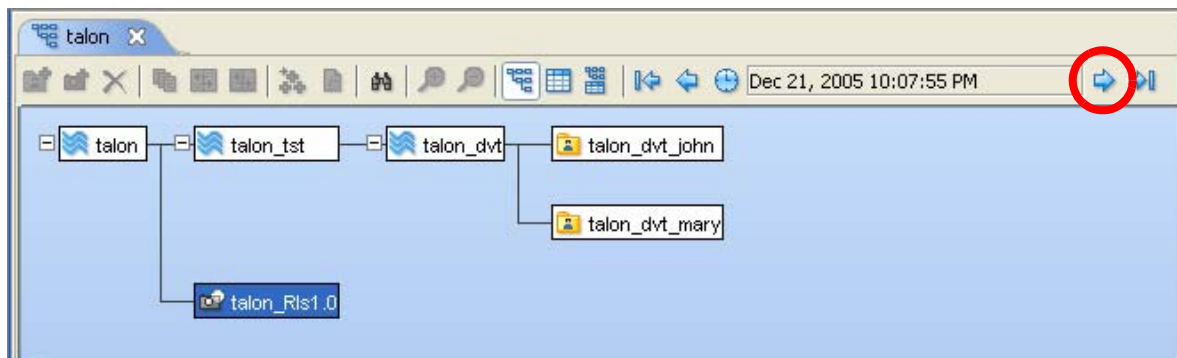 talon
Dec 21, 2005 10:07:55 PM
talon
talon_tst
talon_dvt
talon_dvt_john
talon_dvt_mary
talon_Rls1.0